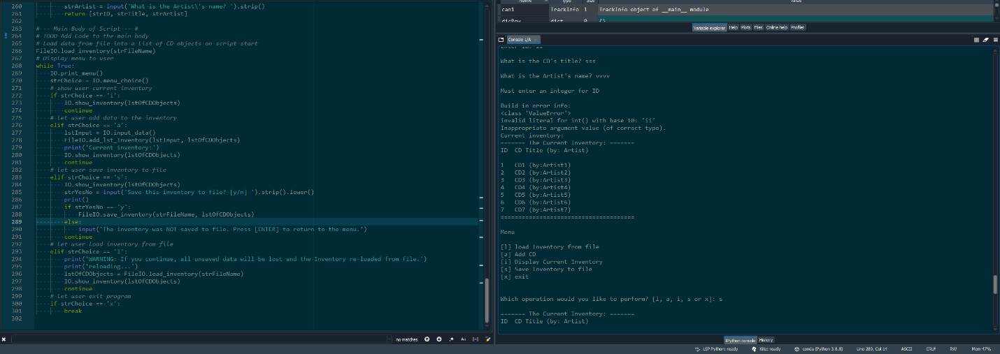 260 strArtist = input('What is the Artist\'s name? ').strip()
261 return [strID, strTitle, strArtist]
262
263 # -- Main Body of Script -- #
264 # TODO Add Code to the main body
265 # Load data from file into a list of CD objects on script start
266 FileIO.load_inventory(strFileName)
267 # Display menu to user
268 while True:
269 IO.print_menu()
270 strChoice = IO.menu_choice()
271 # show user current inventory
272 if strChoice == 'i':
273 IO.show_inventory(lstOfCDObjects)
274 continue
275 # let user add data to the inventory
276 elif strChoice == 'a':
277 lstInput = IO.input_data()
278 FileIO.add_lst_Inventory(lstInput, lstOfCDObjects)
279 print('Current inventory:')
280 IO.show_inventory(lstOfCDObjects)
281 continue
282 # let user save inventory to file
283 elif strChoice == 's':
284 IO.show_inventory(lstOfCDObjects)
285 strYesNo = input('Save this inventory to file? [y/n] ').strip().lower()
286 print()
287 if strYesNo == 'y':
288 FileIO.save_inventory(strFileName, lstOfCDObjects)
289 else:
290 input('The inventory was NOT saved to file. Press [ENTER] to return to the menu.')
291 continue
292 # let user load inventory from file
293 elif strChoice == 'l':
294 print('WARNING: If you continue, all unsaved data will be lost and the Inventory re-loaded from file.')
295 print('reloading...')
296 lstOfCDObjects = FileIO.load_inventory(strFileName)
297 IO.show_inventory(lstOfCDObjects)
298 continue
299 # let user exit program
300 if strChoice == 'x':
301 break
302
no matches Aa
Name Type Size Value
can1 TrackInfo 1 TrackInfo object of __main__ module
dicRow dict 0 {}
Variable explorer Help Plots Files Online help Profiler
Console 1/A
Enter ID: ii
What is the CD's title? sss
What is the Artist's name? vvvv
Must enter an integer for ID
Build in error info:
<class 'ValueError'>
invalid literal for int() with base 10: 'ii'
Inappropriate argument value (of correct type).
Current inventory:
------- The Current Inventory: -------
ID CD Title (by: Artist)
1 CD1 (by:Artist1)
2 CD2 (by:Artist2)
3 CD3 (by:Artist3)
4 CD4 (by:Artist4)
5 CD5 (by:Artist5)
6 CD6 (by:Artist6)
7 CD7 (by:Artist7)
======================================
Menu
[l] load Inventory from file
[a] Add CD
[i] Display Current Inventory
[s] Save Inventory to file
[x] exit
Which operation would you like to perform? [l, a, i, s or x]: s
------- The Current Inventory: -------
ID CD Title (by: Artist)
IPython console History
LSP Python: ready Kite: ready conda (Python 3.8.8) Line 289, Col 14 ASCII CRLF RW Mem 47%